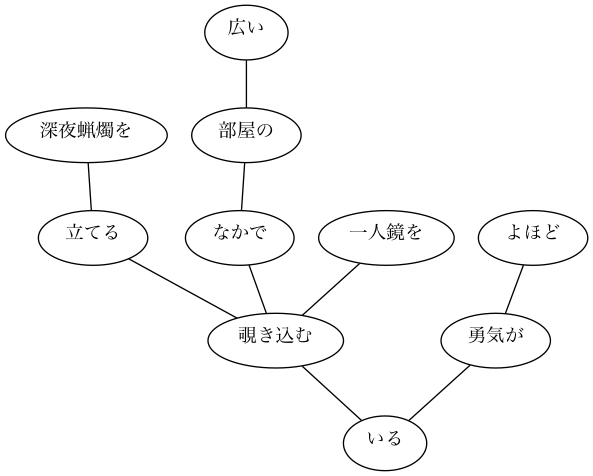 広い
深夜蝋燭を
部屋の
立てる
なかで
一人鏡を
よほど
覗き込む
勇気が
いる